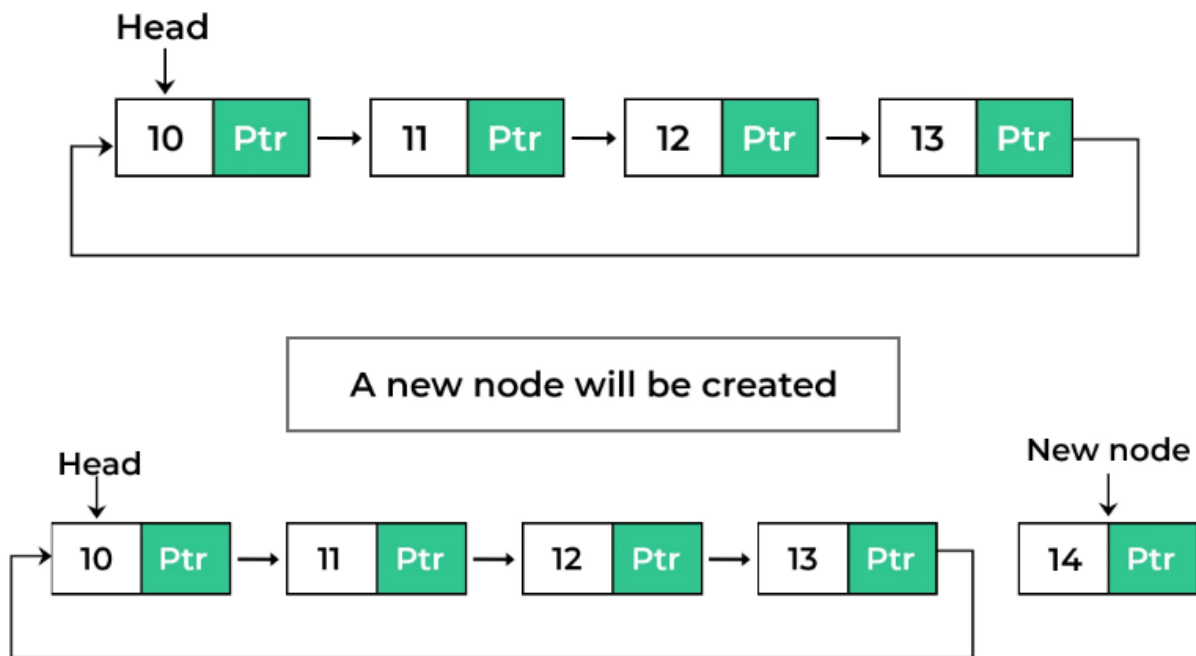 Head
10 Ptr 11 Ptr 12 Ptr 13 Ptr
A new node will be created
Head New node
10 Ptr 11 Ptr 12 Ptr 13 Ptr 14 Ptr